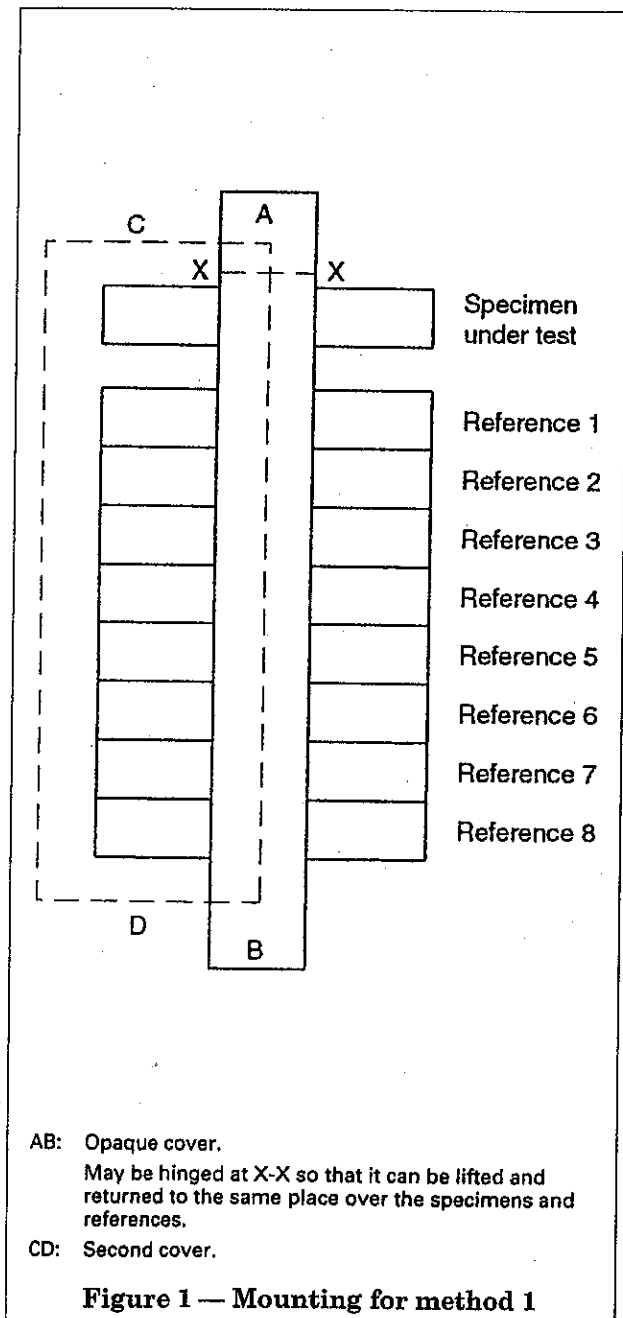 A
C
X X
Specimen
under test
Reference 1
Reference 2
Reference 3
Reference 4
Reference 5
Reference 6
Reference 7
Reference 8
D
B
AB: Opaque cover.
May be hinged at X-X so that it can be lifted and
returned to the same place over the specimens and
references.
CD: Second cover.
Figure 1 — Mounting for method 1